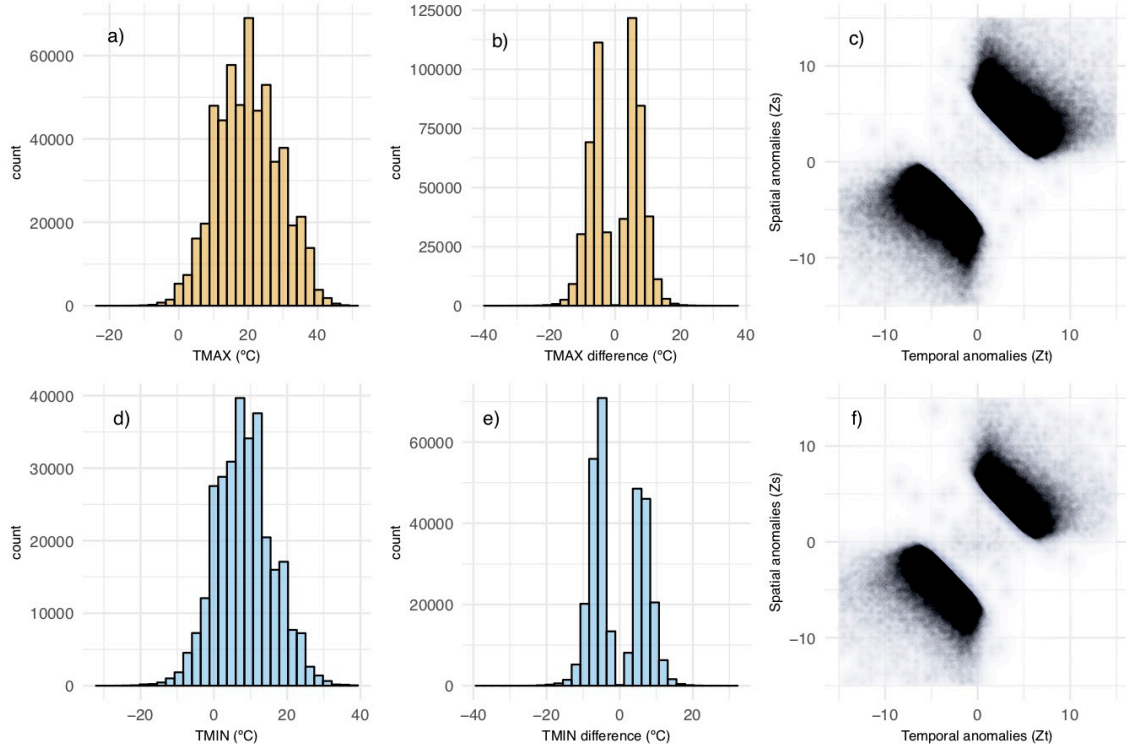 a)
60000
40000
20000
0
count
−20 0 20 40
TMAX (°C)
b)
125000
100000
75000
50000
25000
0
count
−40 −20 0 20 40
TMAX difference (°C)
c)
10
0
−10
Spatial anomalies (Zs)
−10 0 10
Temporal anomalies (Zt)
d)
40000
30000
20000
10000
0
count
−20 0 20 40
TMIN (°C)
e)
60000
40000
20000
0
count
−40 −20 0 20
TMIN difference (°C)
f)
10
0
−10
Spatial anomalies (Zs)
−10 0 10
Temporal anomalies (Zt)